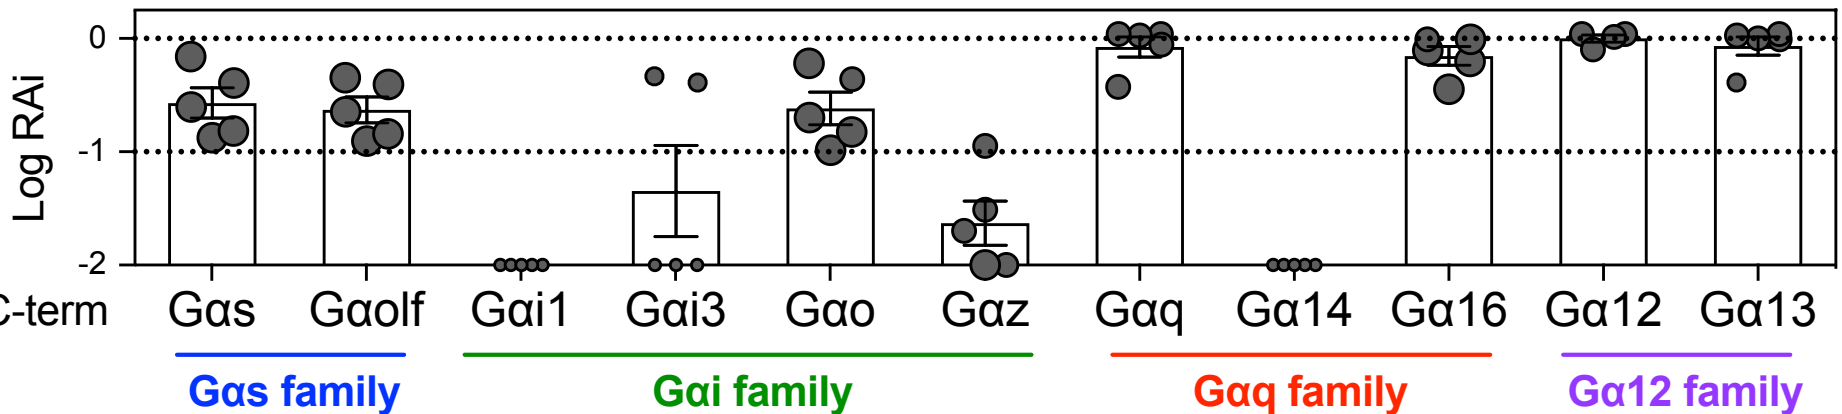 0
Log RAi
-1
-2
C-term Gαs Gαolf Gαi1 Gαi3 Gαo Gαz Gαq Gα14 Gα16 Gα12 Gα13
Gαs family Gαi family Gαq family Gα12 family